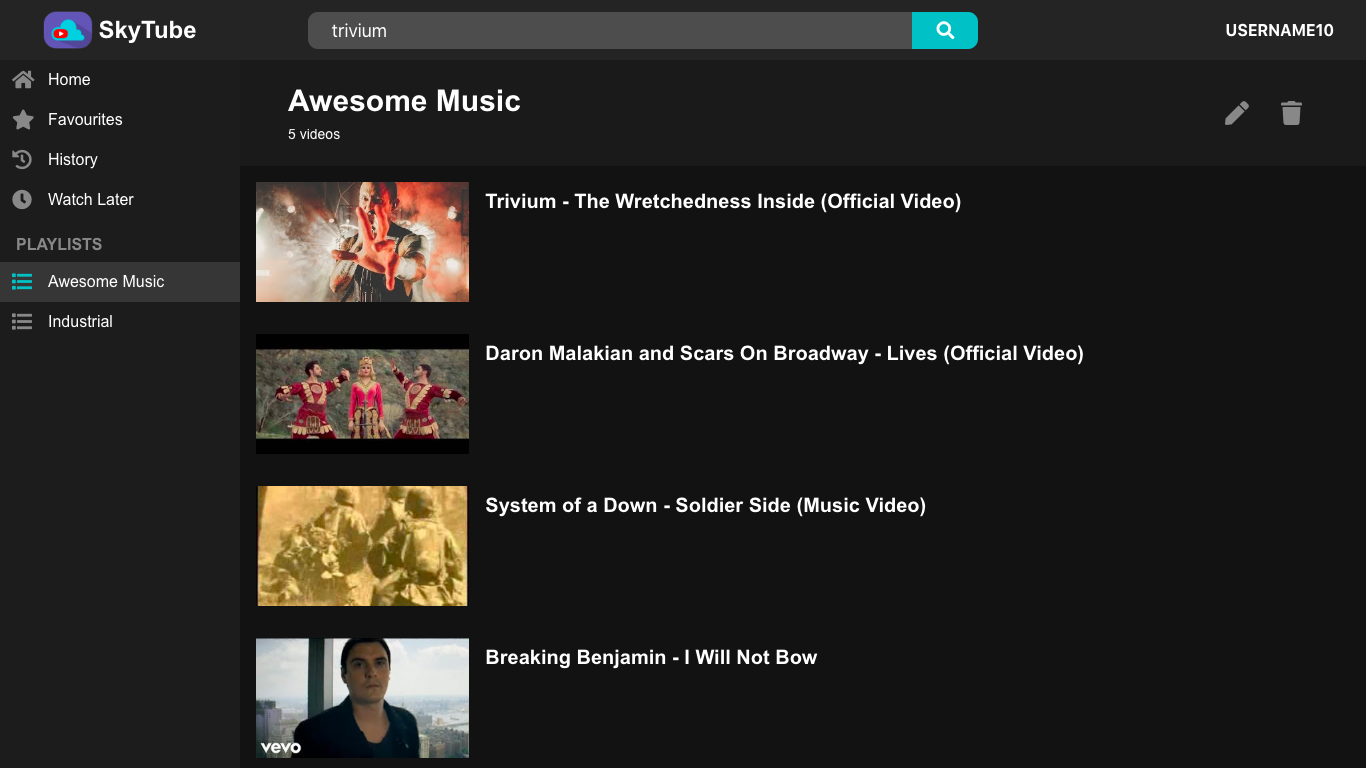 SkyTube
trivium
USERNAME10
Home
Favourites
History
Watch Later
PLAYLISTS
Awesome Music
Industrial
Awesome Music
5 videos
Trivium - The Wretchedness Inside (Official Video)
Daron Malakian and Scars On Broadway - Lives (Official Video)
System of a Down - Soldier Side (Music Video)
Breaking Benjamin - I Will Not Bow
vevo